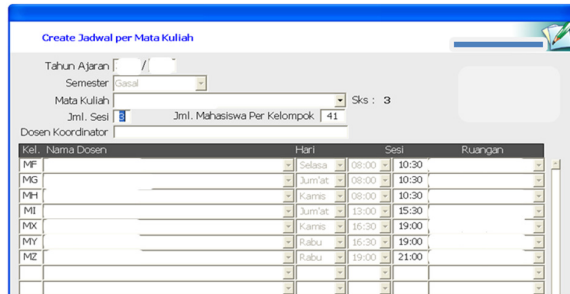 Create Jadwal per Mata Kuliah
Tahun Ajaran /
Semester Gasal
Mata Kuliah Sks : 3
Jml. Sesi 3 Jml. Mahasiswa Per Kelompok 41
Dosen Koordinator
Kel. Nama Dosen Hari Sesi Ruangan
MF Selasa 08:00 10:30
MG Jum'at 08:00 10:30
MH Kamis 08:00 10:30
MI Jum'at 13:00 15:30
MX Kamis 16:30 19:00
MY Rabu 16:30 19:00
MZ Rabu 19:00 21:00